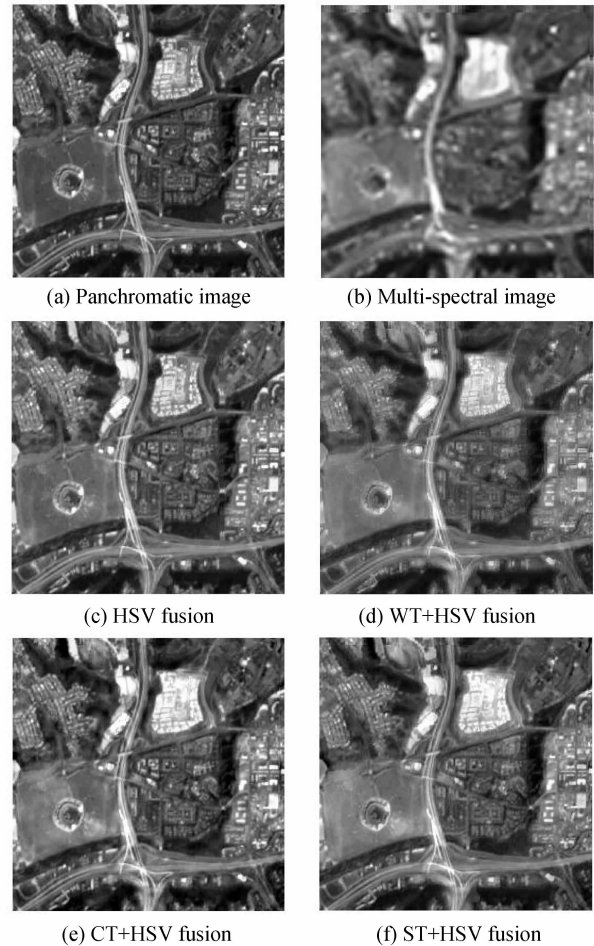 (a) Panchromatic image
(b) Multi-spectral image
(c) HSV fusion
(d) WT+HSV fusion
(e) CT+HSV fusion
(f) ST+HSV fusion